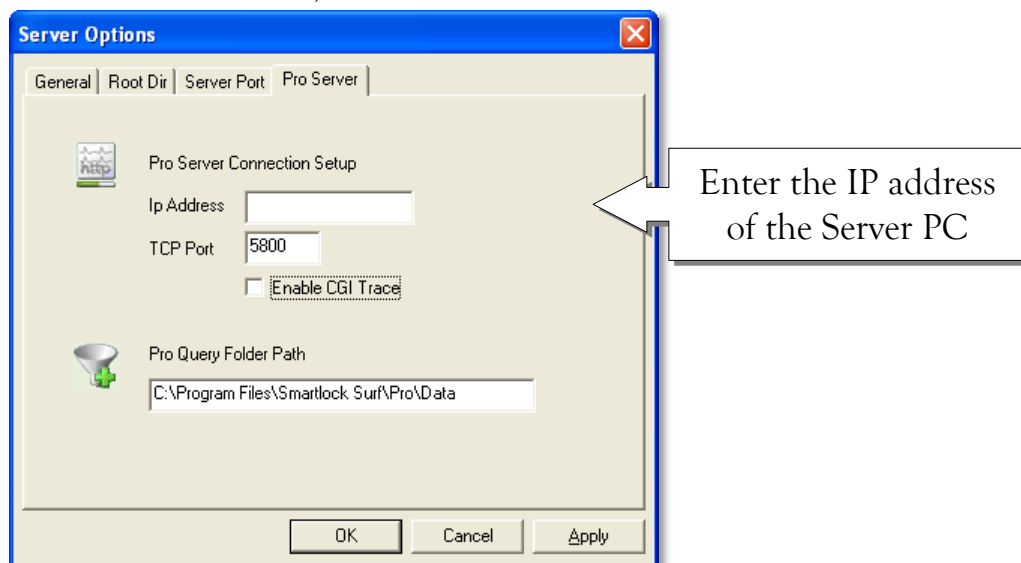 Server Options
General Root Dir Server Port Pro Server
http
Pro Server Connection Setup
Ip Address
TCP Port 5800
Enable CGI Trace
Enter the IP address
of the Server PC
Pro Query Folder Path
C:\Program Files\Smartlock Surf\Pro\Data
OK Cancel Apply